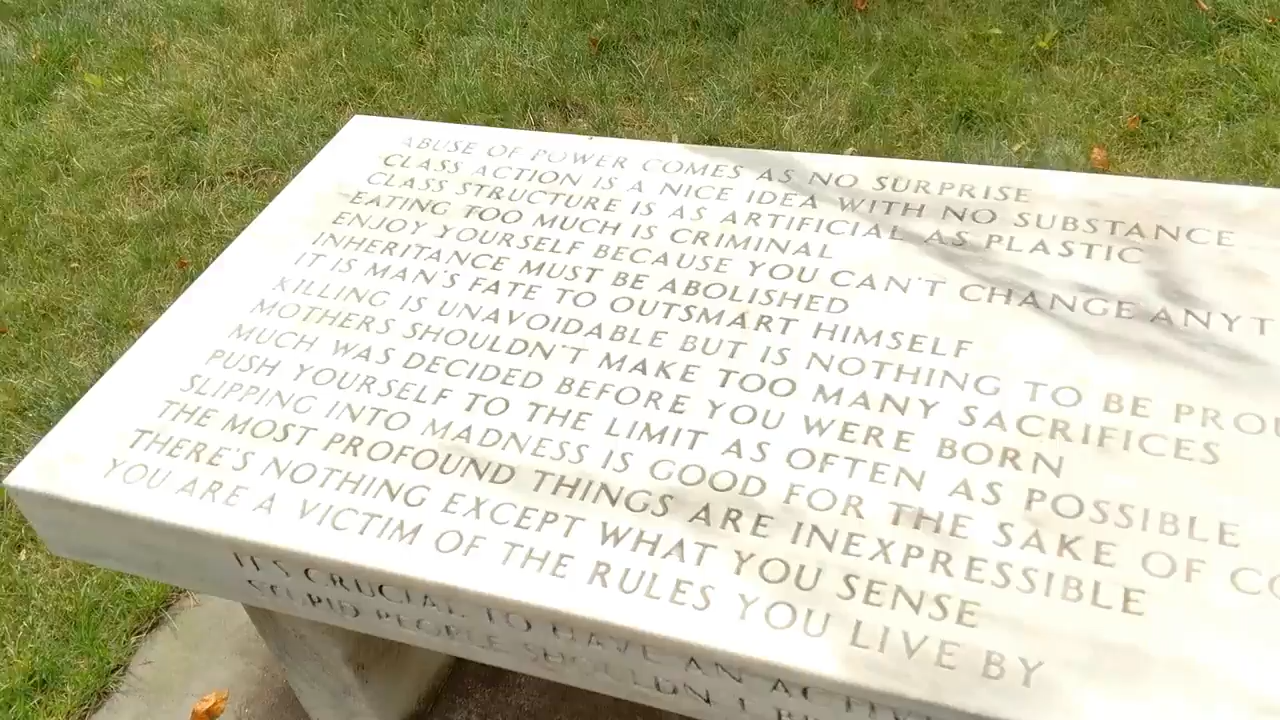 ABUSE OF POWER COMES AS NO SURPRISE
CLASS ACTION IS A NICE IDEA WITH NO SUBSTANCE
CLASS STRUCTURE IS AS ARTIFICIAL AS PLASTIC
EATING TOO MUCH IS CRIMINAL
ENJOY YOURSELF BECAUSE YOU CAN'T CHANGE ANYT
INHERITANCE MUST BE ABOLISHED
IT IS MAN'S FATE TO OUTSMART HIMSELF
KILLING IS UNAVOIDABLE BUT IS NOTHING TO BE PROU
MOTHERS SHOULDN'T MAKE TOO MANY SACRIFICES
MUCH WAS DECIDED BEFORE YOU WERE BORN
PUSH YOURSELF TO THE LIMIT AS OFTEN AS POSSIBLE
SLIPPING INTO MADNESS IS GOOD FOR THE SAKE OF CO
THE MOST PROFOUND THINGS ARE INEXPRESSIBLE
THERE'S NOTHING EXCEPT WHAT YOU SENSE
YOU ARE A VICTIM OF THE RULES YOU LIVE BY
IT'S CRUCIAL TO HAVE AN ACTIVE
STUPID PEOPLE SHOULDN'T BR